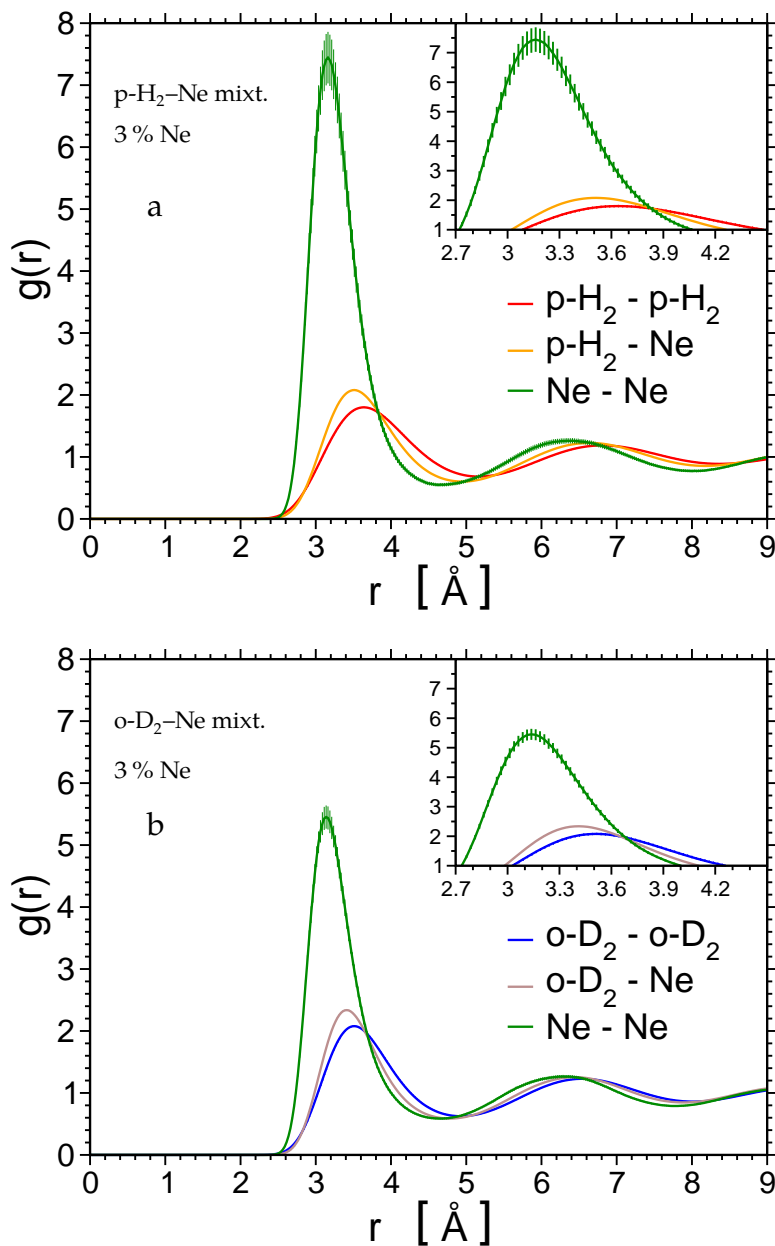 p-H₂–Ne mixt.
3 % Ne
a
g(r)
8
7
6
5
4
3
2
1
0
7
6
5
4
3
2
1
2.7 3 3.3 3.6 3.9 4.2
p-H₂ - p-H₂
p-H₂ - Ne
Ne - Ne
0 1 2 3 4 5 6 7 8 9
r [ Å ]
o-D₂–Ne mixt.
3 % Ne
b
g(r)
8
7
6
5
4
3
2
1
0
7
6
5
4
3
2
1
2.7 3 3.3 3.6 3.9 4.2
o-D₂ - o-D₂
o-D₂ - Ne
Ne - Ne
0 1 2 3 4 5 6 7 8 9
r [ Å ]